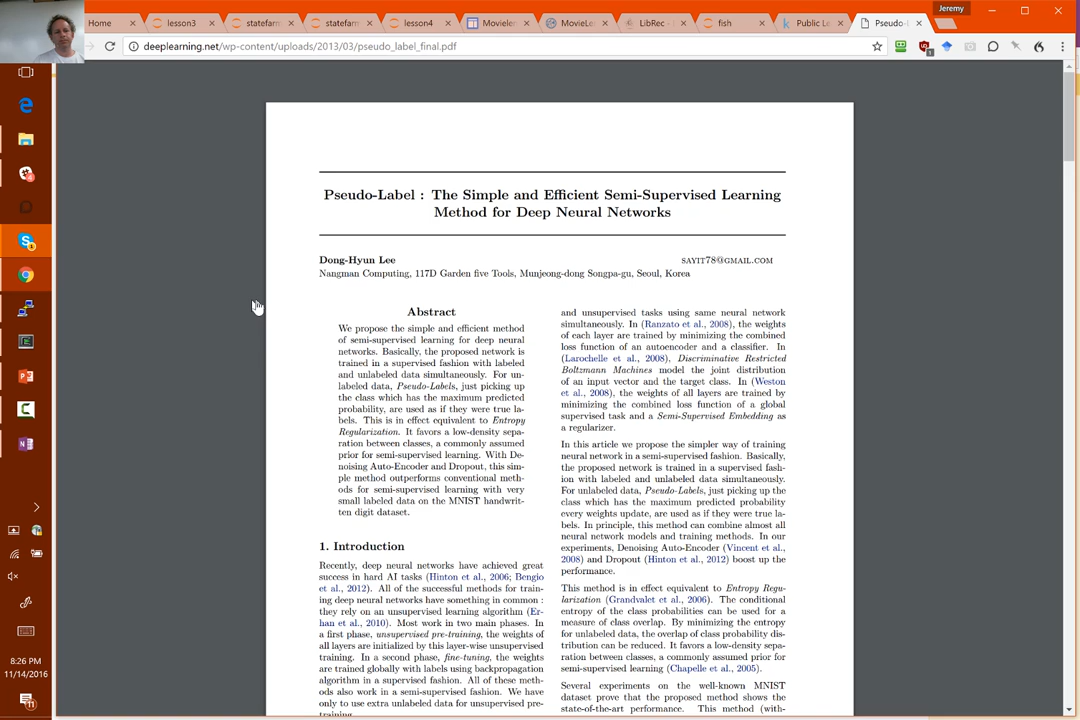 Jeremy
Home
lesson3
statefarm
statefarm
lesson4
Movielen
MovieLe
LibRec
fish
Public Le
Pseudo-
deeplearning.net/wp-content/uploads/2013/03/pseudo_label_final.pdf
Pseudo-Label : The Simple and Efficient Semi-Supervised Learning
Method for Deep Neural Networks
Dong-Hyun Lee
SAYIT78@GMAIL.COM
Nangman Computing, 117D Garden five Tools, Munjeong-dong Songpa-gu, Seoul, Korea
Abstract
We propose the simple and efficient method
of semi-supervised learning for deep neural
networks. Basically, the proposed network is
trained in a supervised fashion with labeled
and unlabeled data simultaneously. For un-
labeled data, Pseudo-Labels, just picking up
the class which has the maximum predicted
probability, are used as if they were true la-
bels. This is in effect equivalent to Entropy
Regularization. It favors a low-density sepa-
ration between classes, a commonly assumed
prior for semi-supervised learning. With De-
noising Auto-Encoder and Dropout, this sim-
ple method outperforms conventional meth-
ods for semi-supervised learning with very
small labeled data on the MNIST handwrit-
ten digit dataset.
1. Introduction
Recently, deep neural networks have achieved great
success in hard AI tasks (Hinton et al., 2006; Bengio
et al., 2012). All of the successful methods for train-
ing deep neural networks have something in common :
they rely on an unsupervised learning algorithm (Er-
han et al., 2010). Most work in two main phases. In
a first phase, unsupervised pre-training, the weights of
all layers are initialized by this layer-wise unsupervised
training. In a second phase, fine-tuning, the weights
are trained globally with labels using backpropagation
algorithm in a supervised fashion. All of these meth-
ods also work in a semi-supervised fashion. We have
only to use extra unlabeled data for unsupervised pre-
training.
and unsupervised tasks using same neural network
simultaneously. In (Ranzato et al., 2008), the weights
of each layer are trained by minimizing the combined
loss function of an autoencoder and a classifier. In
(Larochelle et al., 2008), Discriminative Restricted
Boltzmann Machines model the joint distribution
of an input vector and the target class. In (Weston
et al., 2008), the weights of all layers are trained by
minimizing the combined loss function of a global
supervised task and a Semi-Supervised Embedding as
a regularizer.
In this article we propose the simpler way of training
neural network in a semi-supervised fashion. Basically,
the proposed network is trained in a supervised fash-
ion with labeled and unlabeled data simultaneously.
For unlabeled data, Pseudo-Labels, just picking up the
class which has the maximum predicted probability
every weights update, are used as if they were true la-
bels. In principle, this method can combine almost all
neural network models and training methods. In our
experiments, Denoising Auto-Encoder (Vincent et al.,
2008) and Dropout (Hinton et al., 2012) boost up the
performance.
This method is in effect equivalent to Entropy Regu-
larization (Grandvalet et al., 2006). The conditional
entropy of the class probabilities can be used for a
measure of class overlap. By minimizing the entropy
for unlabeled data, the overlap of class probability dis-
tribution can be reduced. It favors a low-density sepa-
ration between classes, a commonly assumed prior for
semi-supervised learning (Chapelle et al., 2005).
Several experiments on the well-known MNIST
dataset prove that the proposed method shows the
state-of-the-art performance. This method (with-
8:26 PM
11/14/2016